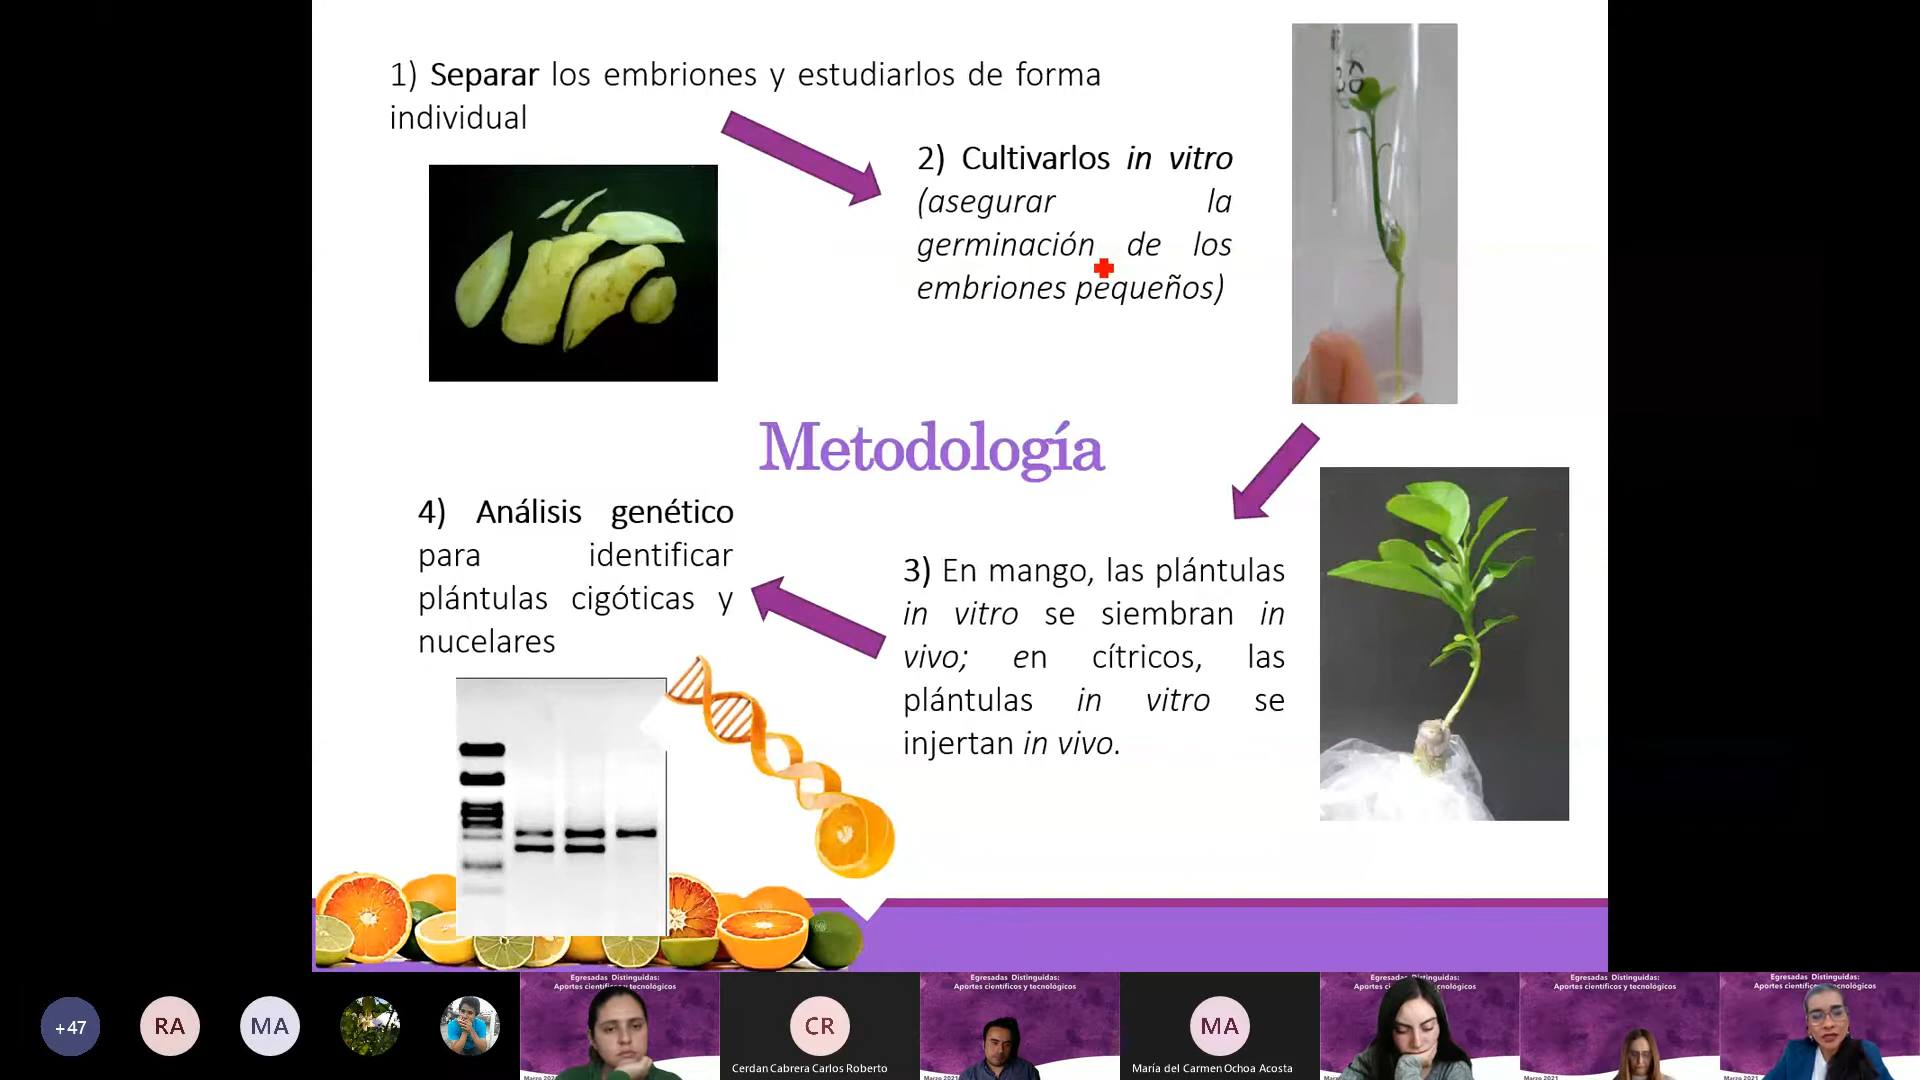 1) Separar los embriones y estudiarlos de forma
individual
2) Cultivarlos in vitro
(asegurar la
germinación de los
embriones pequeños)
Metodología
4) Análisis genético
para identificar
plántulas cigóticas y
nucelares
3) En mango, las plántulas
in vitro se siembran in
vivo; en cítricos, las
plántulas in vitro se
injertan in vivo.
+47
RA
MA
Egresadas Distinguidas:
Aportes científicos y tecnológicos
CR
Cerdan Cabrera Carlos Roberto
Egresadas Distinguidas:
Aportes científicos y tecnológicos
Marzo 2021
MA
María del Carmen Ochoa Acosta
Egresadas Distinguidas:
Aportes científicos y tecnológicos
Egresadas Distinguidas:
Aportes científicos y tecnológicos
Marzo 2021
Egresadas Distinguidas:
Aportes científicos y tecnológicos
Marzo 2021